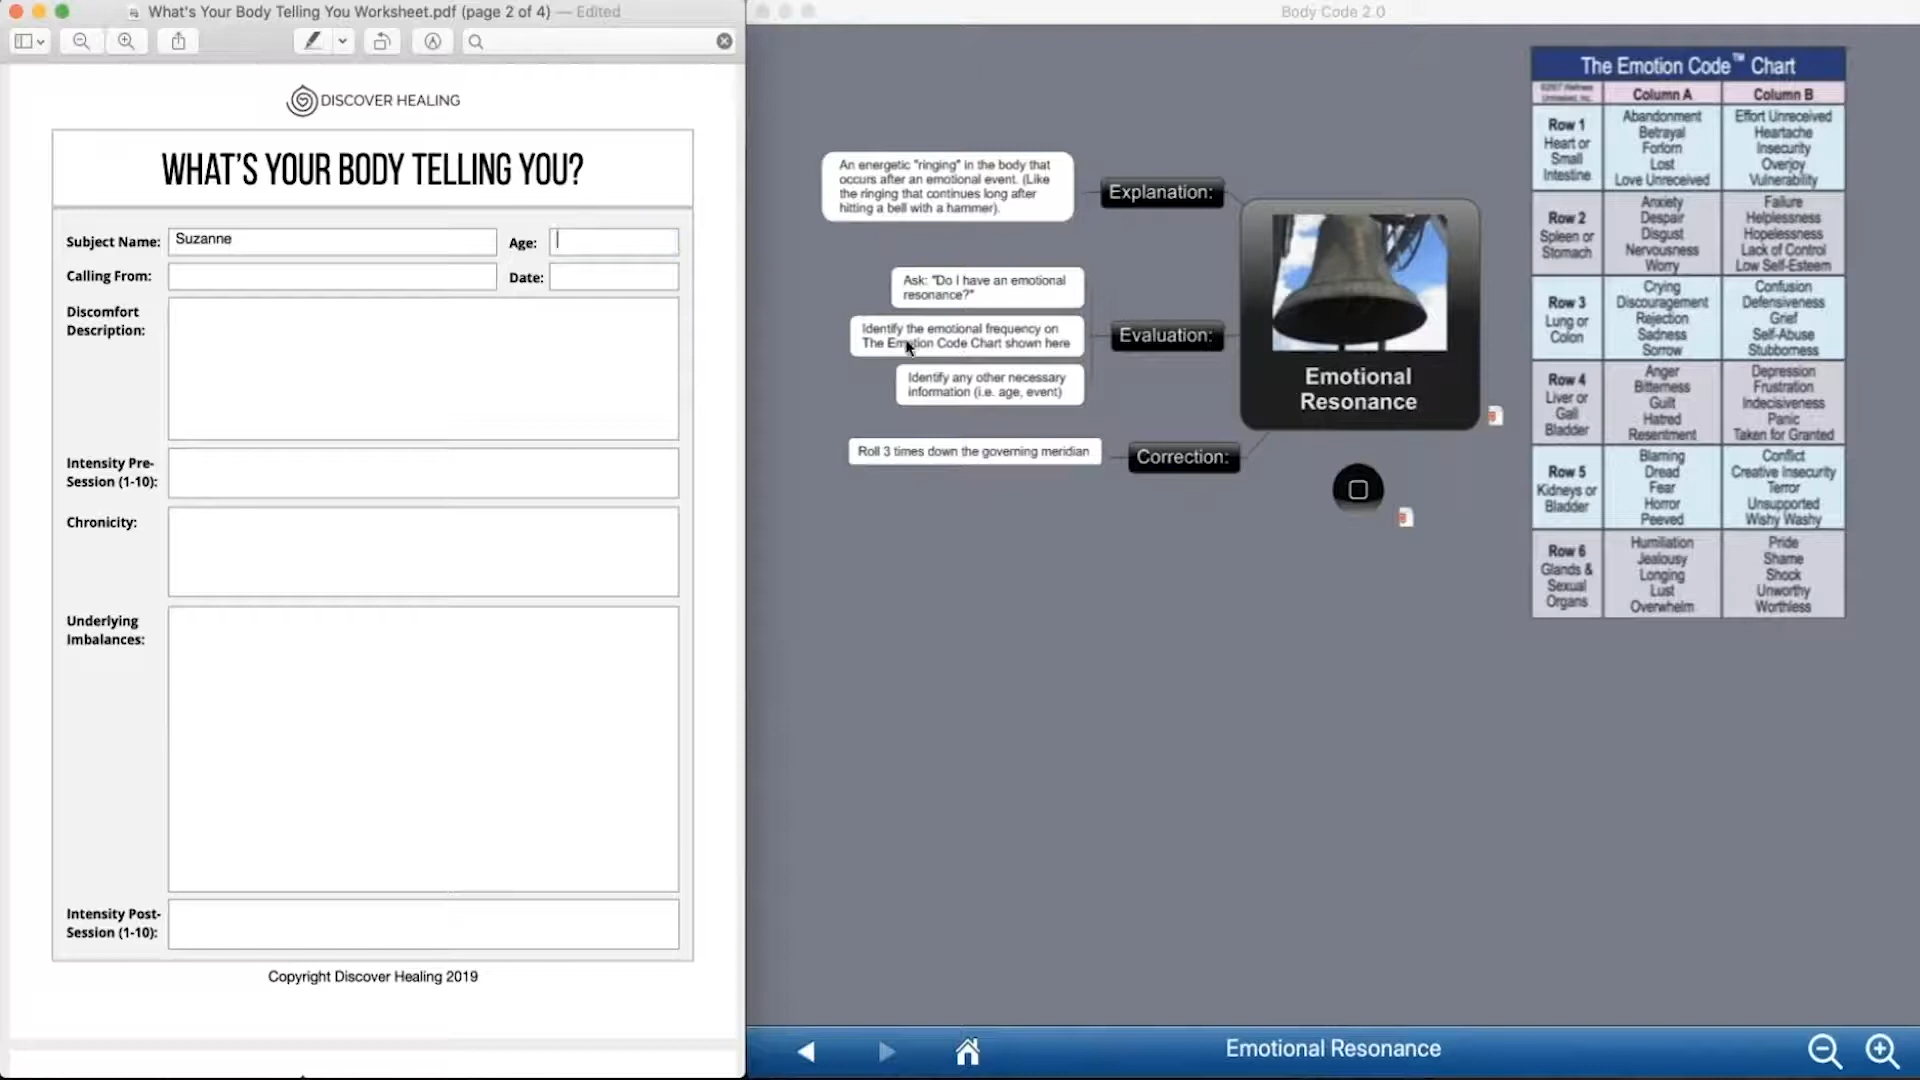 What's Your Body Telling You Worksheet.pdf (page 2 of 4) — Edited
DISCOVER HEALING
WHAT'S YOUR BODY TELLING YOU?
Subject Name: Suzanne Age:
Calling From: Date:
Discomfort
Description:
Intensity Pre-
Session (1-10):
Chronicity:
Underlying
Imbalances:
Intensity Post-
Session (1-10):
Copyright Discover Healing 2019
Body Code 2.0
An energetic "ringing" in the body that
occurs after an emotional event. (Like
the ringing that continues long after
hitting a bell with a hammer).
Explanation:
Ask: "Do I have an emotional
resonance?"
Identify the emotional frequency on
The Emotion Code Chart shown here
Identify any other necessary
information (i.e. age, event)
Evaluation:
Roll 3 times down the governing meridian
Correction:
Emotional
Resonance
The Emotion Code™ Chart
Column A Column B
Row 1
Heart or
Small
Intestine
Abandonment
Betrayal
Forlorn
Lost
Love Unreceived
Effort Unreceived
Heartache
Insecurity
Overjoy
Vulnerability
Row 2
Spleen or
Stomach
Anxiety
Despair
Disgust
Nervousness
Worry
Failure
Helplessness
Hopelessness
Lack of Control
Low Self-Esteem
Row 3
Lung or
Colon
Crying
Discouragement
Rejection
Sadness
Sorrow
Confusion
Defensiveness
Grief
Self-Abuse
Stubborness
Row 4
Liver or
Gall
Bladder
Anger
Bitterness
Guilt
Hatred
Resentment
Depression
Frustration
Indecisiveness
Panic
Taken for Granted
Row 5
Kidneys or
Bladder
Blaming
Dread
Fear
Horror
Peeved
Conflict
Creative Insecurity
Terror
Unsupported
Wishy Washy
Row 6
Glands &
Sexual
Organs
Humiliation
Jealousy
Longing
Lust
Overwhelm
Pride
Shame
Shock
Unworthy
Worthless
Emotional Resonance